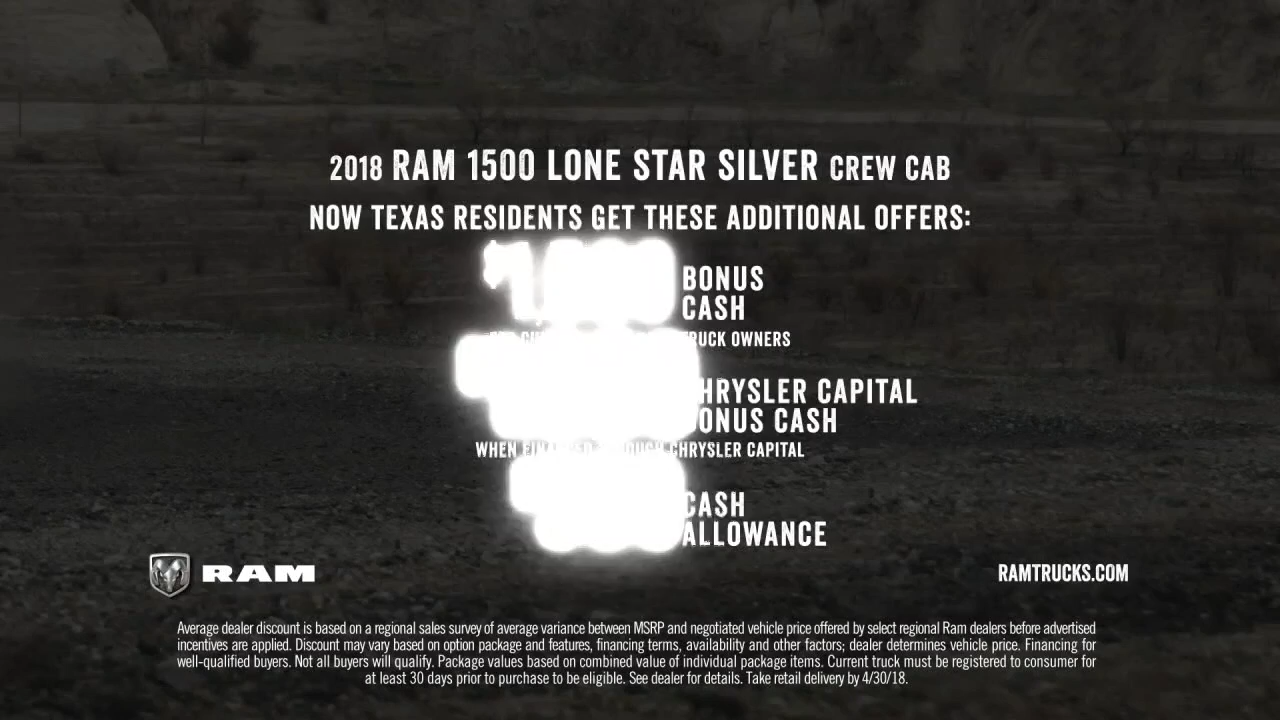 2018 RAM 1500 LONE STAR SILVER CREW CAB
NOW TEXAS RESIDENTS GET THESE ADDITIONAL OFFERS:
BONUS
CASH
OWNERS
CAPITAL
CASH
WHEN CHRYSLER CAPITAL
CASH
ALLOWANCE
RAM
RAMTRUCKS.COM
Average dealer discount is based on a regional sales survey of average variance between MSRP and negotiated vehicle price offered by select regional Ram dealers before advertised
incentives are applied. Discount may vary based on option package and features, financing terms, availability and other factors; dealer determines vehicle price. Financing for
well-qualified buyers. Not all buyers will qualify. Package values based on combined value of individual package items. Current truck must be registered to consumer for
at least 30 days prior to purchase to be eligible. See dealer for details. Take retail delivery by 4/30/18.